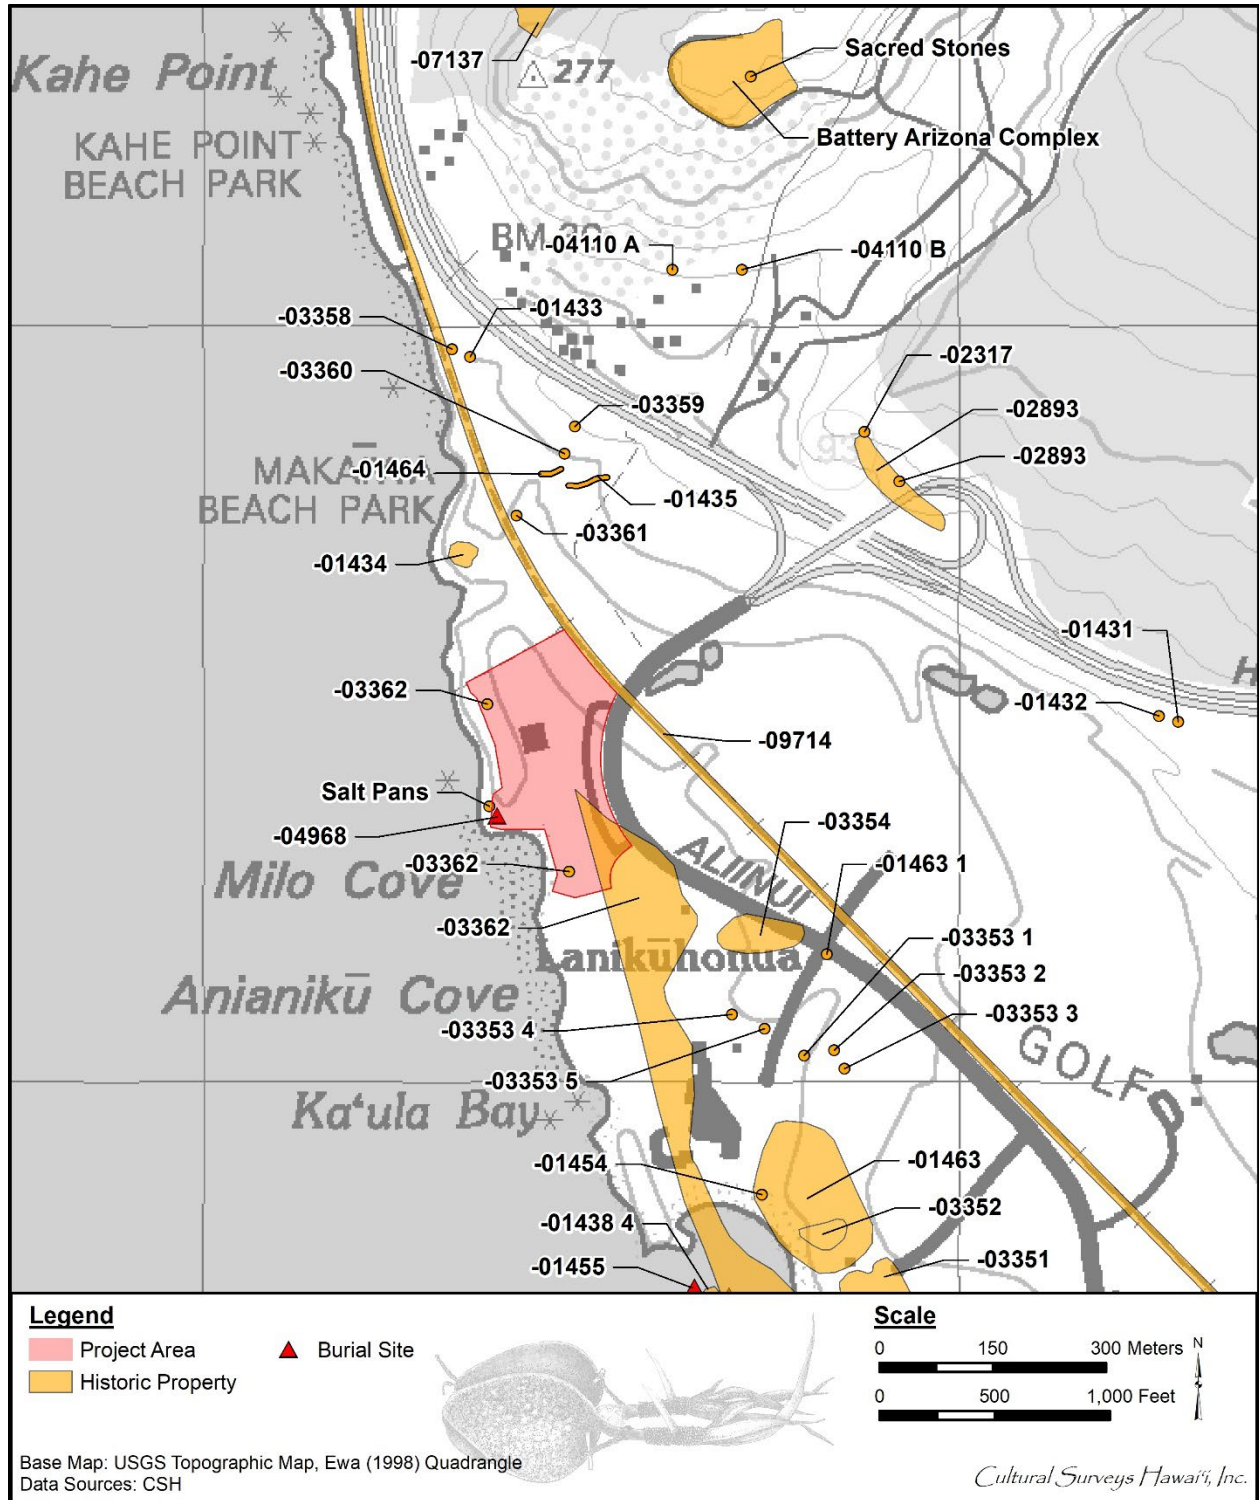 Sacred Stones
-07137
277
Kahe Point
Battery Arizona Complex
KAHE POINT
BEACH PARK
BM
-04110 A
-04110 B
-01433
-03358
-02317
-03360
-03359
-02893
-01464
-02893
MAKĀ
BEACH PARK
-01435
93
-03361
-01434
-01431
-03362
-01432
H
-09714
Salt Pans
-04968
-03354
ALIINUI
-01463 1
Milo Cove
-03362
-03362
-03353 1
Lanikūhonua
-03353 2
Anianikū Cove
-03353 3
-03353 4
GOLF
-03353 5
Kaʻula Bay
-01454
-01463
-03352
-01438 4
-03351
-01455
Legend
Project Area
Burial Site
Historic Property
Scale
0 150 300 Meters
N
0 500 1,000 Feet
Base Map: USGS Topographic Map, Ewa (1998) Quadrangle
Data Sources: CSH
Cultural Surveys Hawaiʻi, Inc.